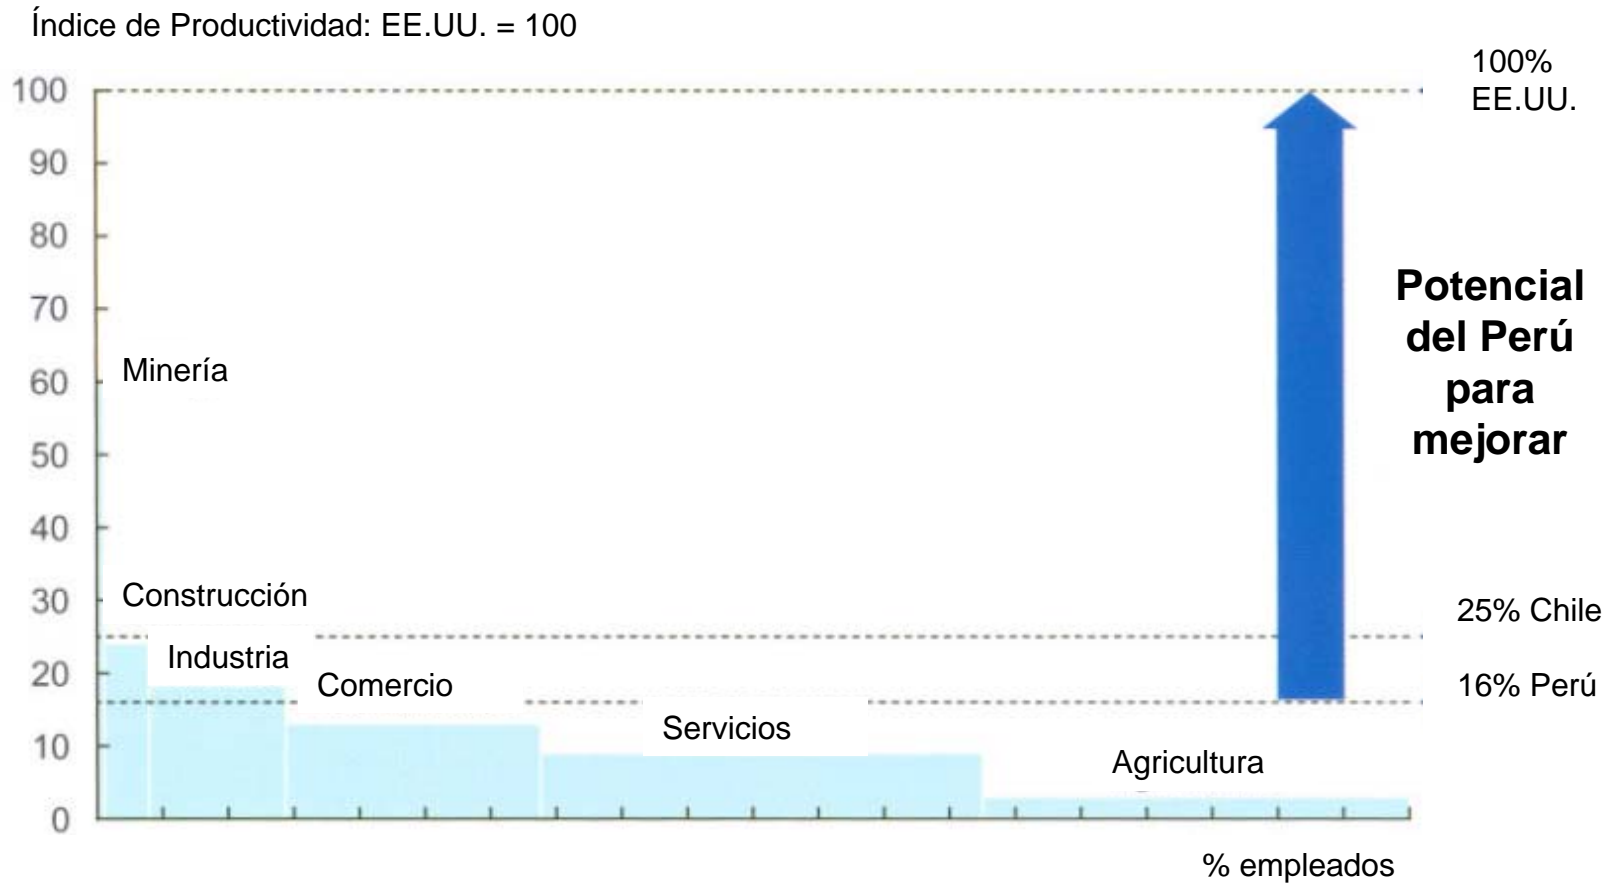 Índice de Productividad: EE.UU. = 100
100%
EE.UU.
100
90
80
70
60
50
40
30
20
10
0
Minería
Construcción
Industria
Comercio
Servicios
Agricultura
Potencial
del Perú
para
mejorar
25% Chile
16% Perú
% empleados